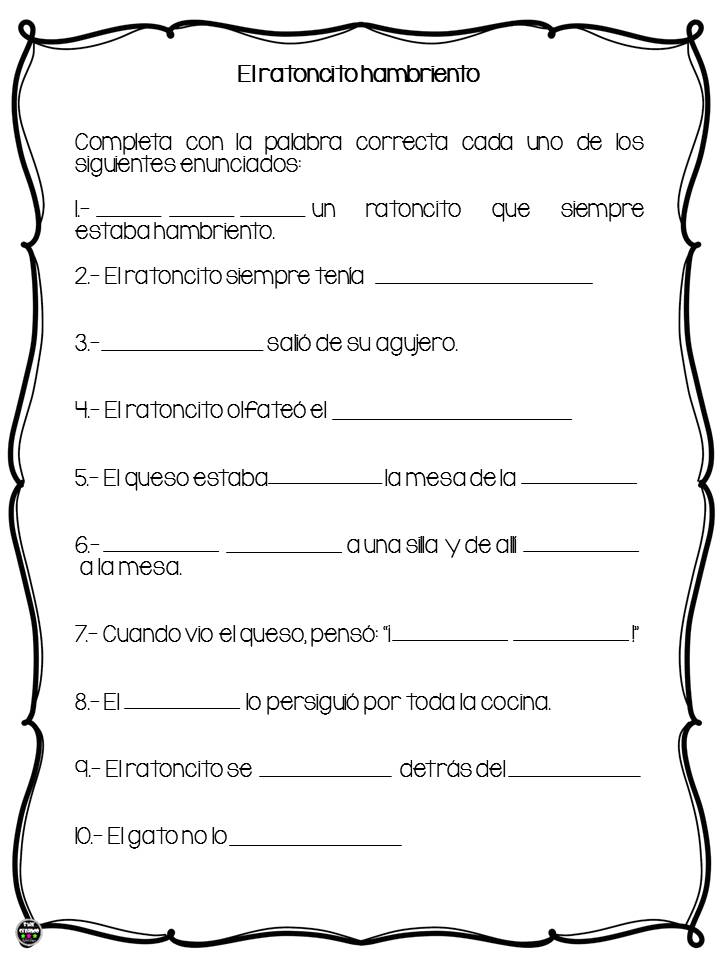 El ratoncito hambriento
Completa con la palabra correcta cada uno de los
siguientes enunciados:
1.- ______ ______ ______ un ratoncito que siempre
estaba hambriento.
2.- El ratoncito siempre tenía ____________________
3.- _______________ salió de su agujero.
4.- El ratoncito olfateó el ______________________
5.- El queso estaba__________ la mesa de la __________
6.- __________ __________ a una silla y de allí __________
a la mesa.
7.- Cuando vio el queso, pensó: "¡__________ __________!"
8.- El __________ lo persiguió por toda la cocina.
9.- El ratoncito se ____________ detrás del ____________
10.- El gato no lo ________________